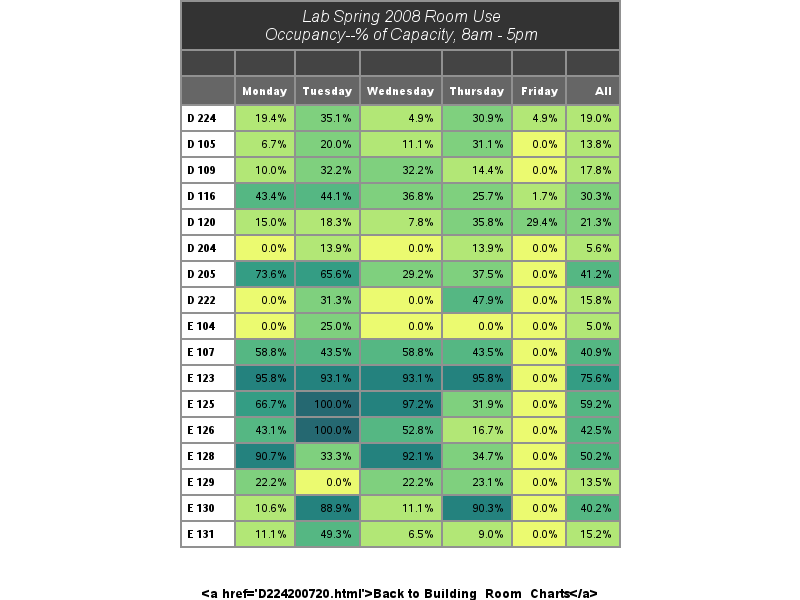 Lab Spring 2008 Room Use
Occupancy--% of Capacity, 8am - 5pm
Monday Tuesday Wednesday Thursday Friday All
D 224 19.4% 35.1% 4.9% 30.9% 4.9% 19.0%
D 105 6.7% 20.0% 11.1% 31.1% 0.0% 13.8%
D 109 10.0% 32.2% 32.2% 14.4% 0.0% 17.8%
D 116 43.4% 44.1% 36.8% 25.7% 1.7% 30.3%
D 120 15.0% 18.3% 7.8% 35.8% 29.4% 21.3%
D 204 0.0% 13.9% 0.0% 13.9% 0.0% 5.6%
D 205 73.6% 65.6% 29.2% 37.5% 0.0% 41.2%
D 222 0.0% 31.3% 0.0% 47.9% 0.0% 15.8%
E 104 0.0% 25.0% 0.0% 0.0% 0.0% 5.0%
E 107 58.8% 43.5% 58.8% 43.5% 0.0% 40.9%
E 123 95.8% 93.1% 93.1% 95.8% 0.0% 75.6%
E 125 66.7% 100.0% 97.2% 31.9% 0.0% 59.2%
E 126 43.1% 100.0% 52.8% 16.7% 0.0% 42.5%
E 128 90.7% 33.3% 92.1% 34.7% 0.0% 50.2%
E 129 22.2% 0.0% 22.2% 23.1% 0.0% 13.5%
E 130 10.6% 88.9% 11.1% 90.3% 0.0% 40.2%
E 131 11.1% 49.3% 6.5% 9.0% 0.0% 15.2%
<a href='D224200720.html'>Back to Building_Room_Charts</a>